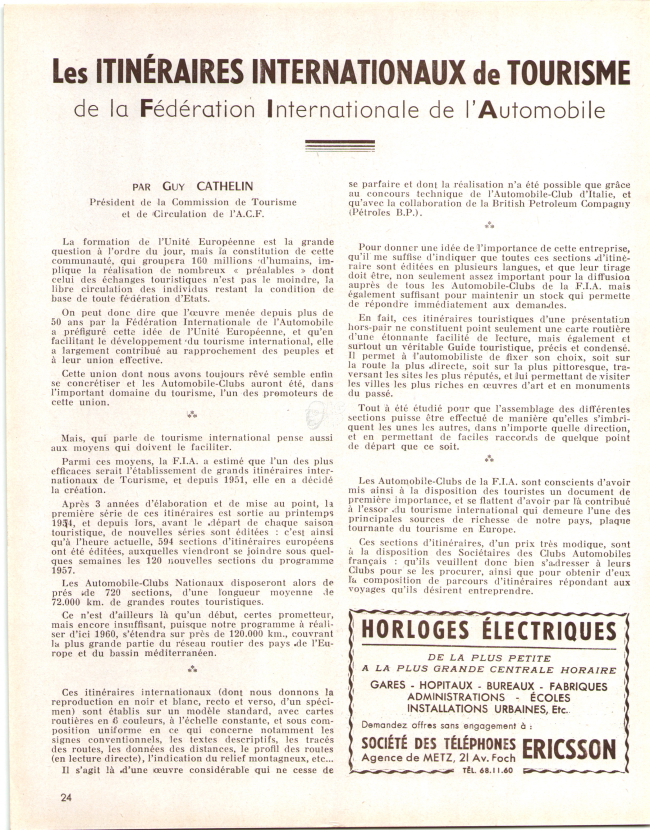 Les ITINÉRAIRES INTERNATIONAUX de TOURISME
de la Fédération Internationale de l'Automobile
PAR GUY CATHELIN
Président de la Commission de Tourisme
et de Circulation de l'A.C.F.
La formation de l'Unité Européenne est la grande
question à l'ordre du jour, mais la constitution de cette
communauté, qui groupera 160 millions d'humains, im-
plique la réalisation de nombreux « préalables » dont
celui des échanges touristiques n'est pas le moindre, la
libre circulation des individus restant la condition de
base de toute fédération d'Etats.
On peut donc dire que l'œuvre menée depuis plus de
50 ans par la Fédération Internationale de l'Automobile
a préfiguré cette idée de l'Unité Européenne, et qu'en
facilitant le développement du tourisme international, elle
a largement contribué au rapprochement des peuples et
à leur union effective.
Cette union dont nous avons toujours rêvé semble enfin
se concrétiser et les Automobile-Clubs auront été, dans
l'important domaine du tourisme, l'un des promoteurs de
cette union.
Mais, qui parle de tourisme international pense aussi
aux moyens qui doivent le faciliter.
Parmi ces moyens, la F.I.A. a estimé que l'un des plus
efficaces serait l'établissement de grands itinéraires inter-
nationaux de Tourisme, et depuis 1951, elle en a décidé
la création.
Après 3 années d'élaboration et de mise au point, la
première série de ces itinéraires est sortie au printemps
1954, et depuis lors, avant le départ de chaque saison
touristique, de nouvelles séries sont éditées : c'est ainsi
qu'à l'heure actuelle, 594 sections d'itinéraires européens
ont été éditées, auxquelles viendront se joindre sous quel-
ques semaines les 120 nouvelles sections du programme
1957.
Les Automobile-Clubs Nationaux disposeront alors de
prés de 720 sections, d'une longueur moyenne de
72.000 km. de grandes routes touristiques.
Ce n'est d'ailleurs là qu'un début, certes prometteur,
mais encore insuffisant, puisque notre programme à réali-
ser d'ici 1960, s'étendra sur près de 120.000 km., couvrant
la plus grande partie du réseau routier des pays de l'Eu-
rope et du bassin méditerranéen.
Ces itinéraires internationaux (dont nous donnons la
reproduction en noir et blanc, recto et verso, d'un spéci-
men) sont établis sur un modèle standard, avec cartes
routières en 6 couleurs, à l'échelle constante, et sous com-
position uniforme en ce qui concerne notamment les
signes conventionnels, les textes descriptifs, les tracés
des routes, les données des distances, le profil des routes
(en lecture directe), l'indication du relief montagneux, etc...
Il s'agit là d'une œuvre considérable qui ne cesse de
se parfaire et dont la réalisation n'a été possible que grâce
au concours technique de l'Automobile-Club d'Italie, et
qu'avec la collaboration de la British Petroleum Compagny
(Pétroles B.P.).
Pour donner une idée de l'importance de cette entreprise,
qu'il me suffise d'indiquer que toutes ces sections d'itiné-
raire sont éditées en plusieurs langues, et que leur tirage
doit être, non seulement assez important pour la diffusion
auprès de tous les Automobile-Clubs de la F.I.A. mais
également suffisant pour maintenir un stock qui permette
de répondre immédiatement aux demandes.
En fait, ces itinéraires touristiques d'une présentation
hors-pair ne constituent point seulement une carte routière
d'une étonnante facilité de lecture, mais également et
surtout un véritable Guide touristique, précis et condensé.
Il permet à l'automobiliste de fixer son choix, soit sur
la route la plus directe, soit sur la plus pittoresque, tra-
versant les sites les plus réputés, et lui permettant de visiter
les villes les plus riches en œuvres d'art et en monuments
du passé.
Tout à été étudié pour que l'assemblage des différentes
sections puisse être effectué de manière qu'elles s'imbri-
quent les unes les autres, dans n'importe quelle direction,
et en permettant de faciles raccords de quelque point
de départ que ce soit.
Les Automobile-Clubs de la F.I.A. sont conscients d'avoir
mis ainsi à la disposition des touristes un document de
première importance, et se flattent d'avoir par là contribué
à l'essor du tourisme international qui demeure l'une des
principales sources de richesse de notre pays, plaque
tournante du tourisme en Europe.
Ces sections d'itinéraires, d'un prix très modique, sont
à la disposition des Sociétaires des Clubs Automobiles
français : qu'ils veuillent donc bien s'adresser à leurs
Clubs pour se les procurer, ainsi que pour obtenir d'eux
la composition de parcours d'itinéraires répondant aux
voyages qu'ils désirent entreprendre.
HORLOGES ÉLECTRIQUES
DE LA PLUS PETITE
A LA PLUS GRANDE CENTRALE HORAIRE
GARES - HOPITAUX - BUREAUX - FABRIQUES
ADMINISTRATIONS - ÉCOLES
INSTALLATIONS URBAINES, Etc..
Demandez offres sans engagement à :
SOCIÉTÉ DES TÉLÉPHONES ERICSSON
Agence de METZ, 21 Av. Foch
TÉL. 68.11.60
24